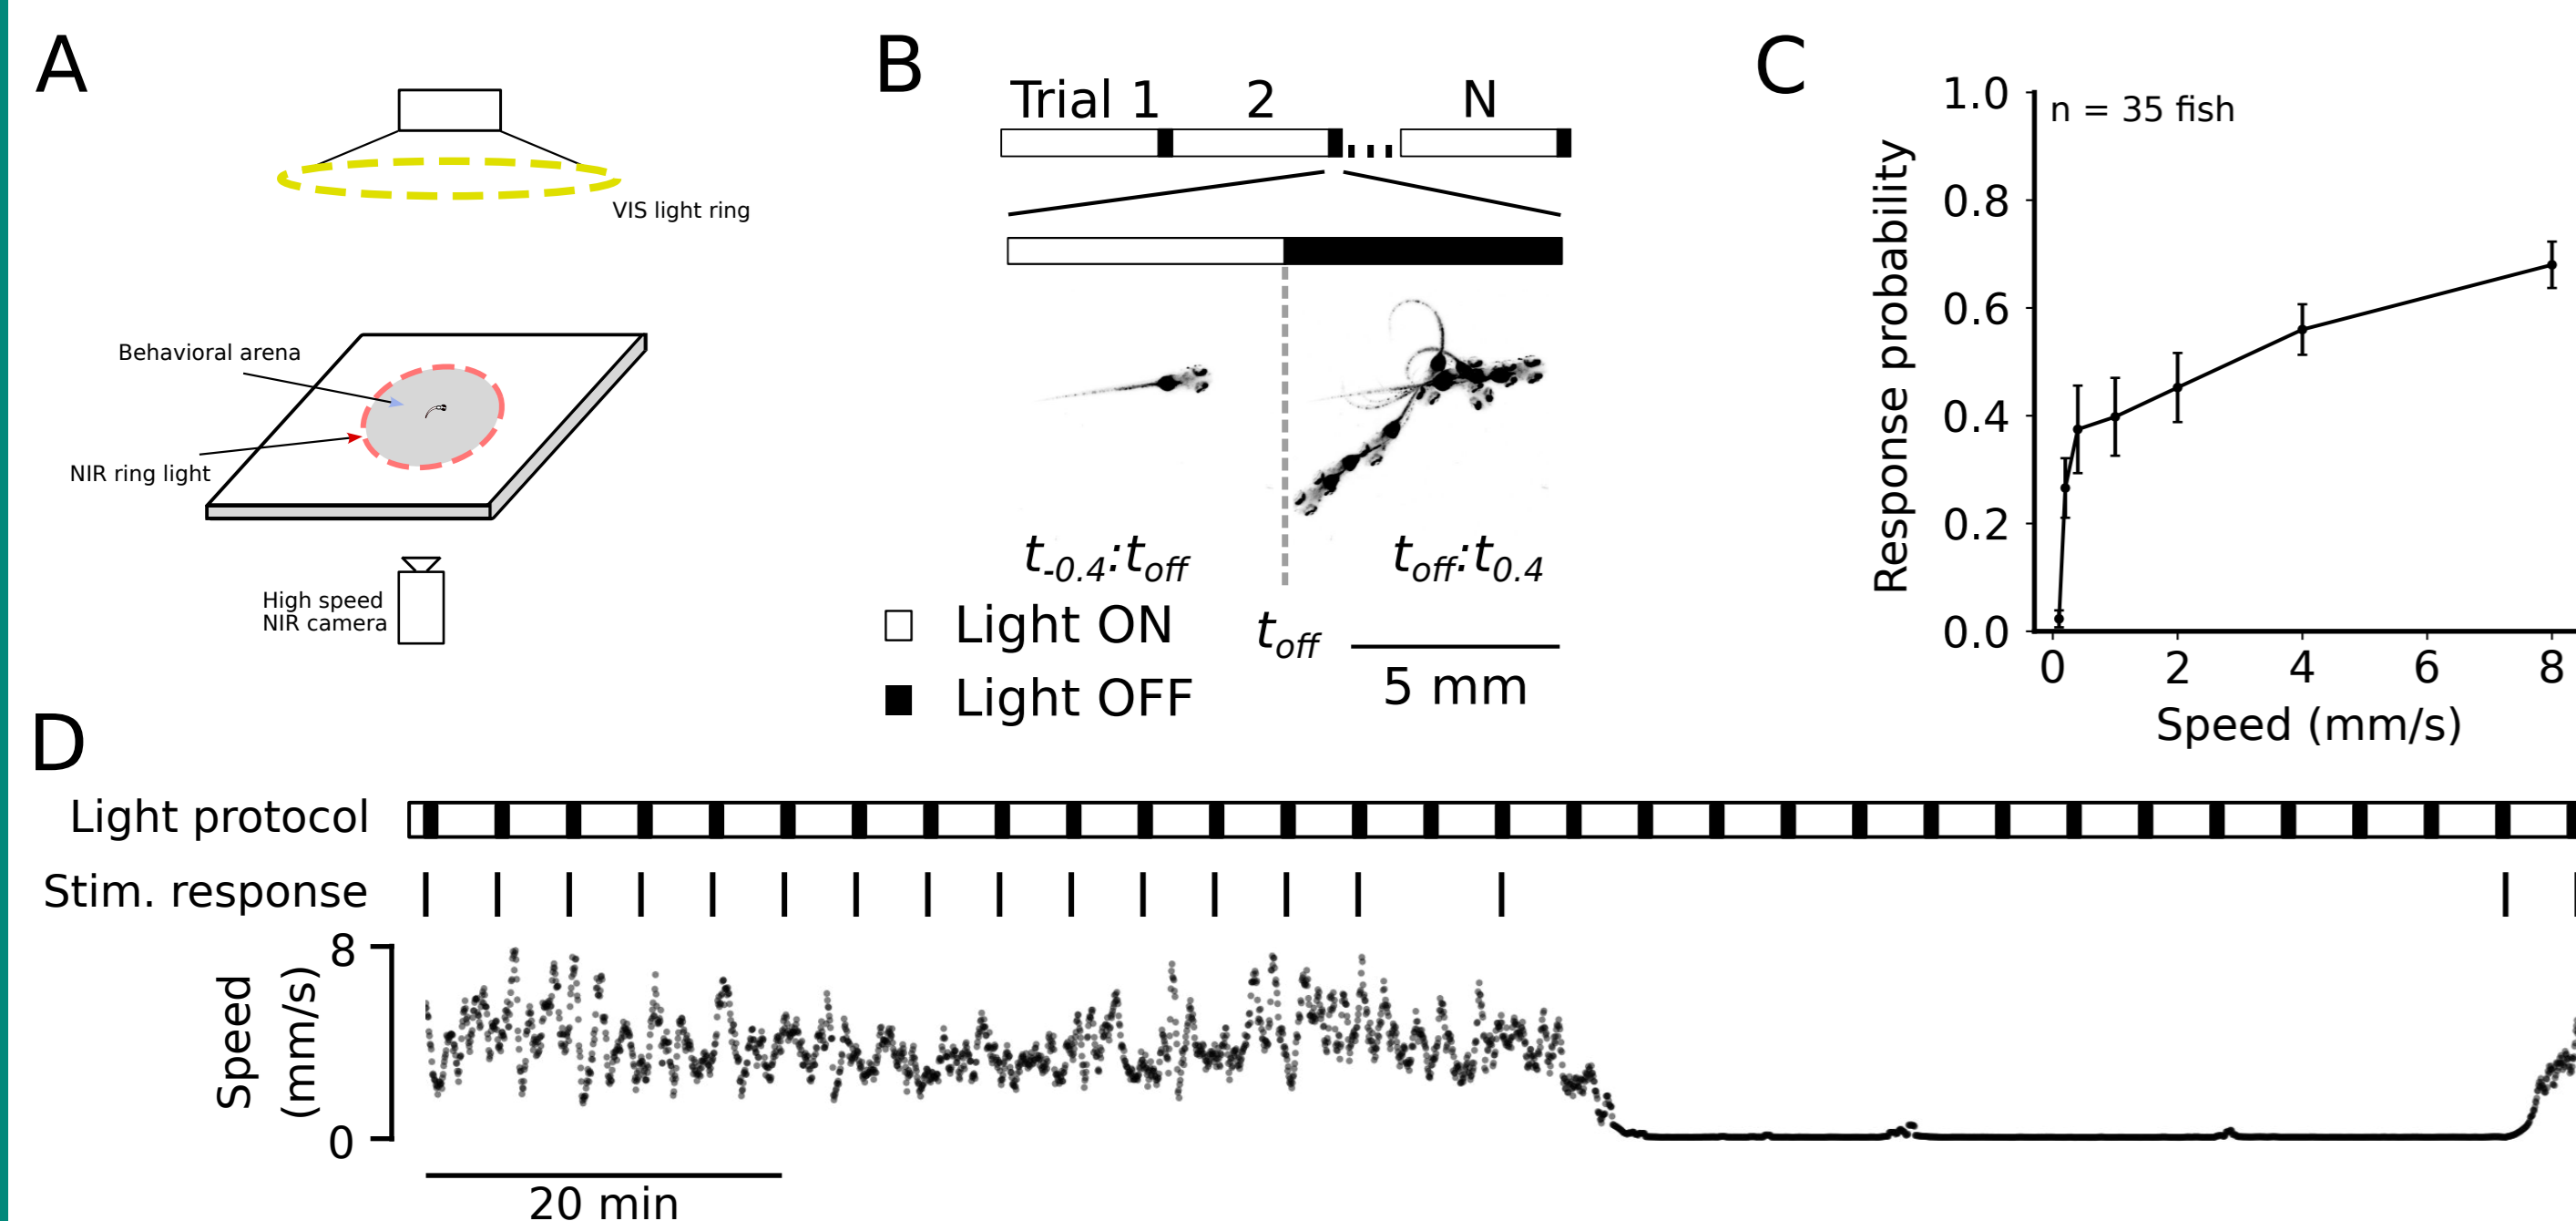 A
VIS light ring
Behavioral arena
NIR ring light
High speed
NIR camera
B
Trial 1 2 N
t-0.4:toff toff:t0.4
toff
Light ON
Light OFF
5 mm
C
n = 35 fish
Response probability
1.0
0.8
0.6
0.4
0.2
0.0
0 2 4 6 8
Speed (mm/s)
D
Light protocol
Stim. response
Speed
(mm/s)
8
0
20 min